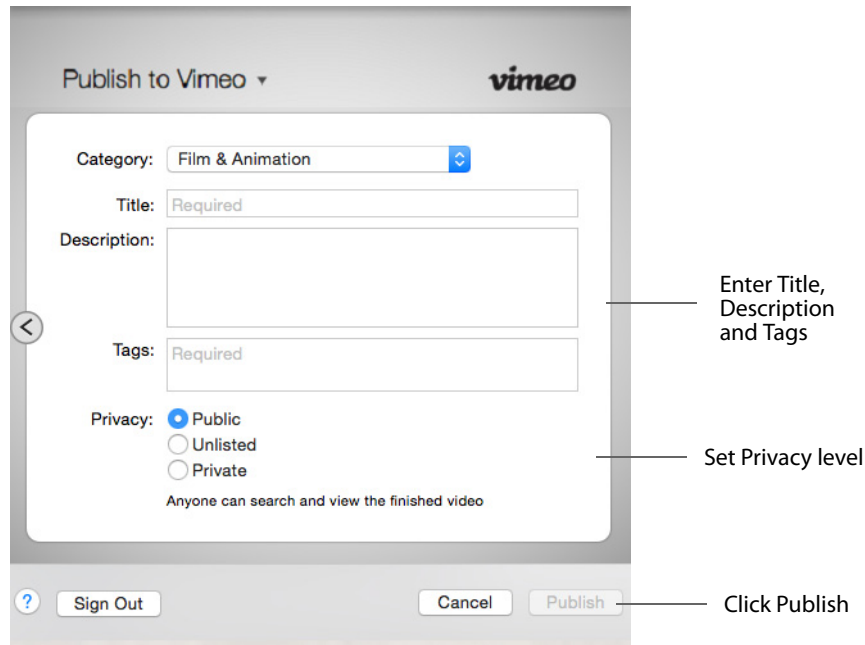 Publish to Vimeo
vimeo
Category: Film & Animation
Title: Required
Description:
Enter Title,
Description
and Tags
Tags: Required
Privacy: Public
Unlisted
Private
Set Privacy level
Anyone can search and view the finished video
? Sign Out Cancel Publish
Click Publish